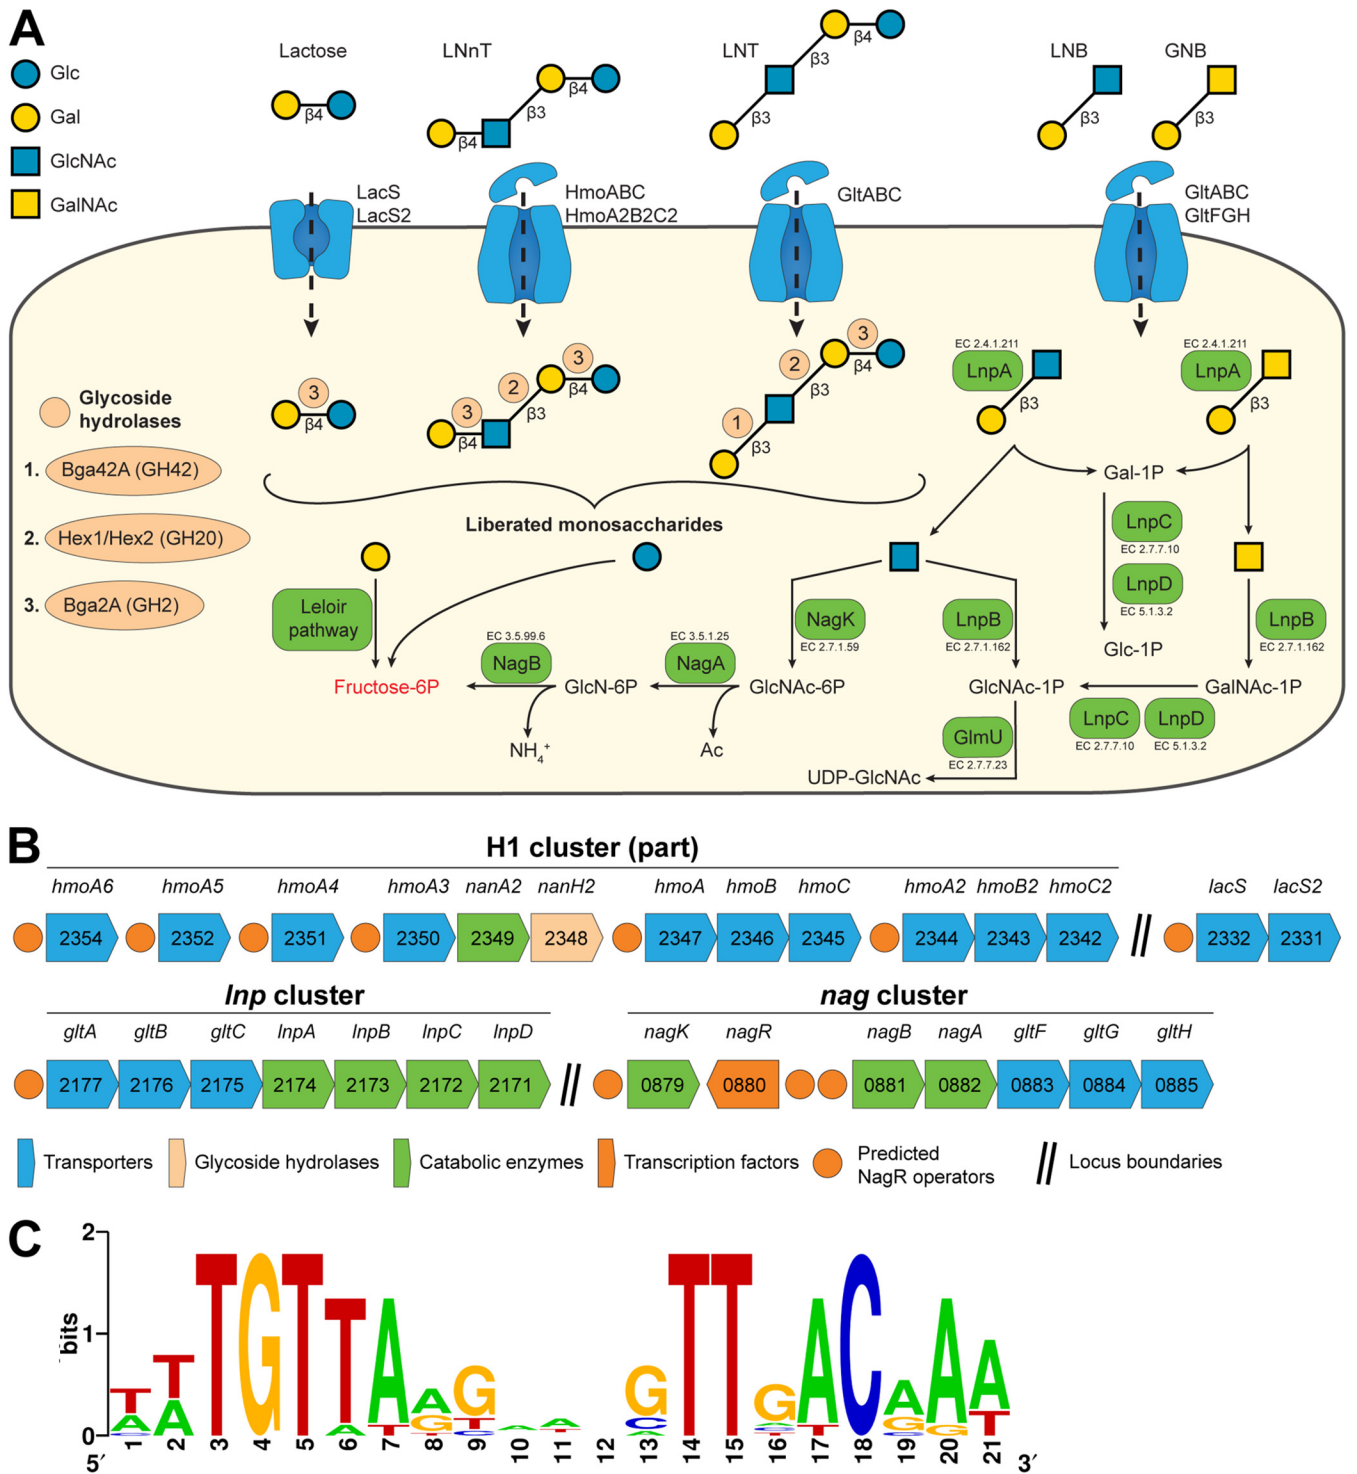 A
Glc
Gal
GlcNAc
GalNAc
Lactose
β4
LNnT
β4
β3
β4
LNT
β3
β3
β4
LNB
β3
GNB
β3
LacS
LacS2
HmoABC
HmoA2B2C2
GltABC
GltABC
GltFGH
Glycoside
hydrolases
1. Bga42A (GH42)
2. Hex1/Hex2 (GH20)
3. Bga2A (GH2)
3
β4
3
β4
2
β3
3
β4
1
β3
2
β3
3
β4
EC 2.4.1.211
LnpA
β3
EC 2.4.1.211
LnpA
β3
Gal-1P
LnpC
EC 2.7.7.10
LnpD
EC 5.1.3.2
Glc-1P
Liberated monosaccharides
Leloir
pathway
Fructose-6P
EC 3.5.99.6
NagB
NH₄⁺
GlcN-6P
EC 3.5.1.25
NagA
Ac
GlcNAc-6P
NagK
EC 2.7.1.59
LnpB
EC 2.7.1.162
GlcNAc-1P
GlmU
EC 2.7.7.23
UDP-GlcNAc
LnpB
EC 2.7.1.162
GalNAc-1P
LnpC
EC 2.7.7.10
LnpD
EC 5.1.3.2
B
H1 cluster (part)
hmoA6 hmoA5 hmoA4 hmoA3 nanA2 nanH2 hmoA hmoB hmoC hmoA2 hmoB2 hmoC2 lacS lacS2
2354 2352 2351 2350 2349 2348 2347 2346 2345 2344 2343 2342 2332 2331
lnp cluster nag cluster
gltA gltB gltC lnpA lnpB lnpC lnpD nagK nagR nagB nagA gltF gltG gltH
2177 2176 2175 2174 2173 2172 2171 0879 0880 0881 0882 0883 0884 0885
Transporters
Glycoside hydrolases
Catabolic enzymes
Transcription factors
Predicted
NagR operators
Locus boundaries
C
2
1
0
bits
T T T G T T A A G G T T G A C A A A
A A A T G T A C A T G G T
C T C A C C
1 2 3 4 5 6 7 8 9 10 11 12 13 14 15 16 17 18 19 20 21
5′ 3′